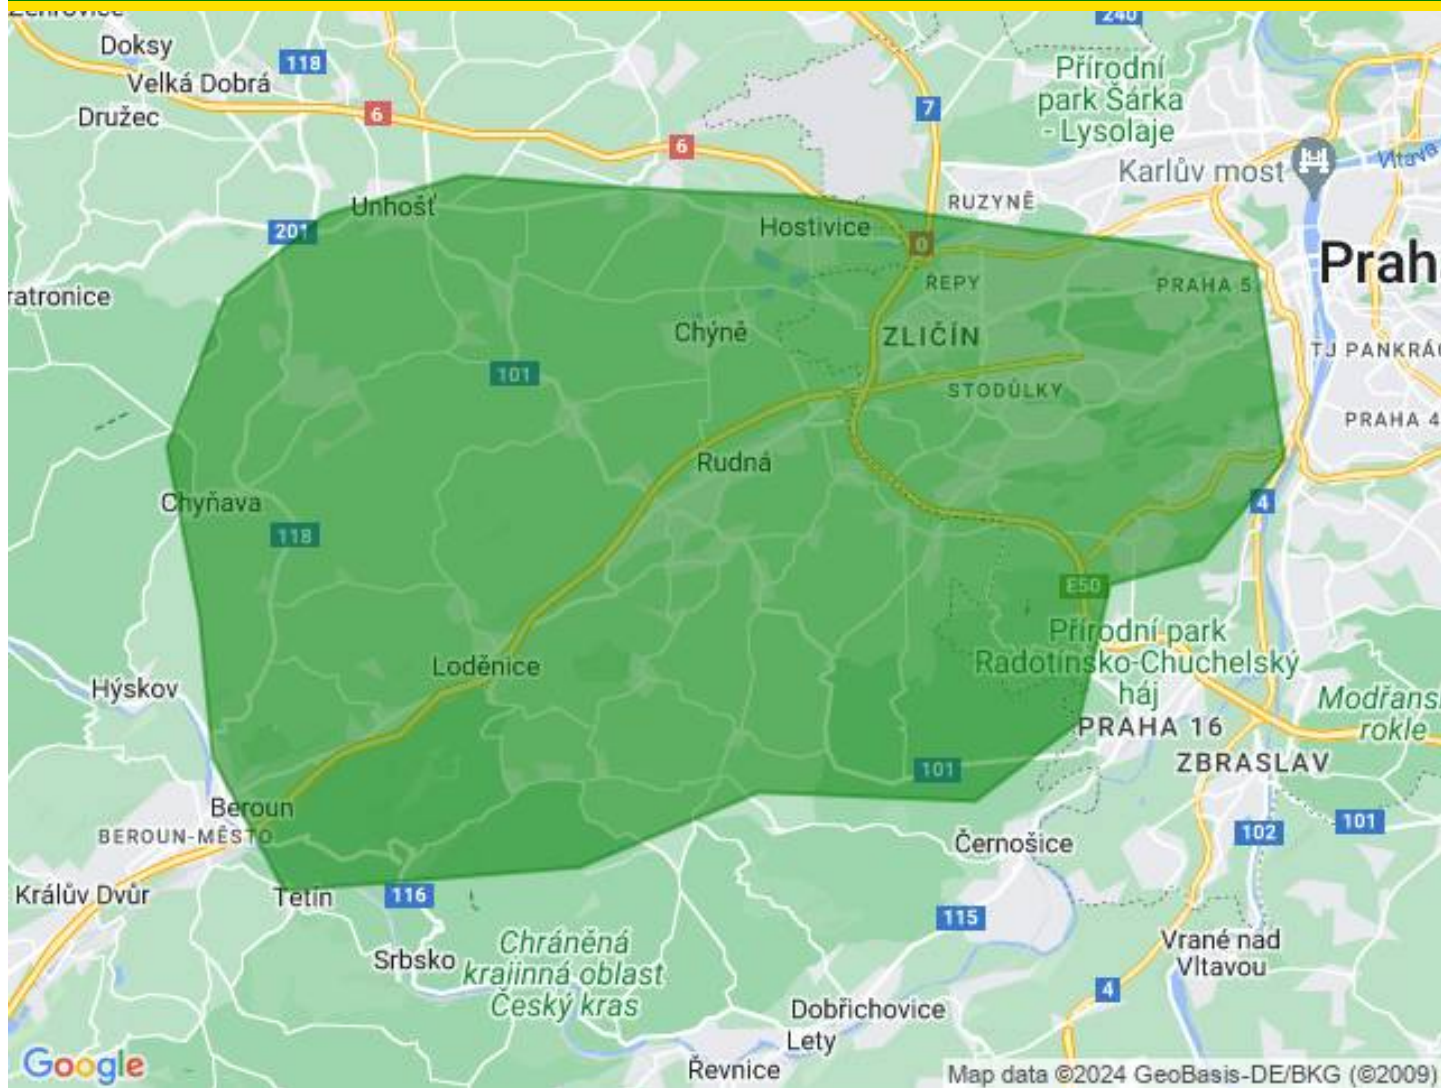 Doksy
118
240
Velká Dobrá
Přírodní
park Šárka
- Lysolaje
Družec
6
7
6
Karlův most
Vltava
Unhošť
RUZYNĚ
201
Hostivice
0
Prah
ŘEPY
PRAHA 5
ratronice
Chýně
ZLIČÍN
TJ PANKRÁC
101
STODŮLKY
PRAHA 4
Rudná
Chyňava
4
118
E50
Přírodní park
Radotínsko-Chuchelský
háj
Loděnice
Hýskov
Modřans
rokle
PRAHA 16
101
ZBRASLAV
Beroun
BEROUN-MĚSTO
102
101
Černošice
Králův Dvůr
Tetín
116
115
Chráněná
krajinná oblast
Český kras
Srbsko
Vrané nad
Vltavou
4
Dobřichovice
Lety
Řevnice
Google
Map data ©2024 GeoBasis-DE/BKG (©2009)